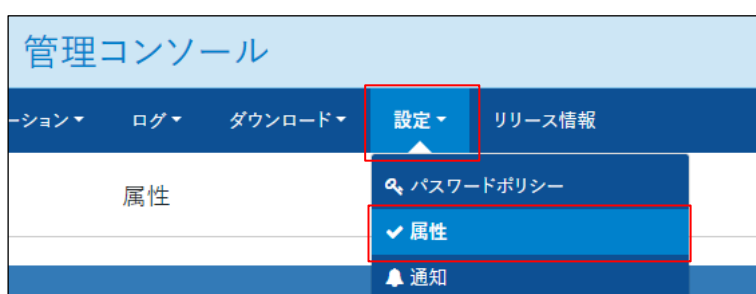 管理コンソール
ーション ログ ダウンロード 設定 リリース情報
属性
パスワードポリシー
属性
通知